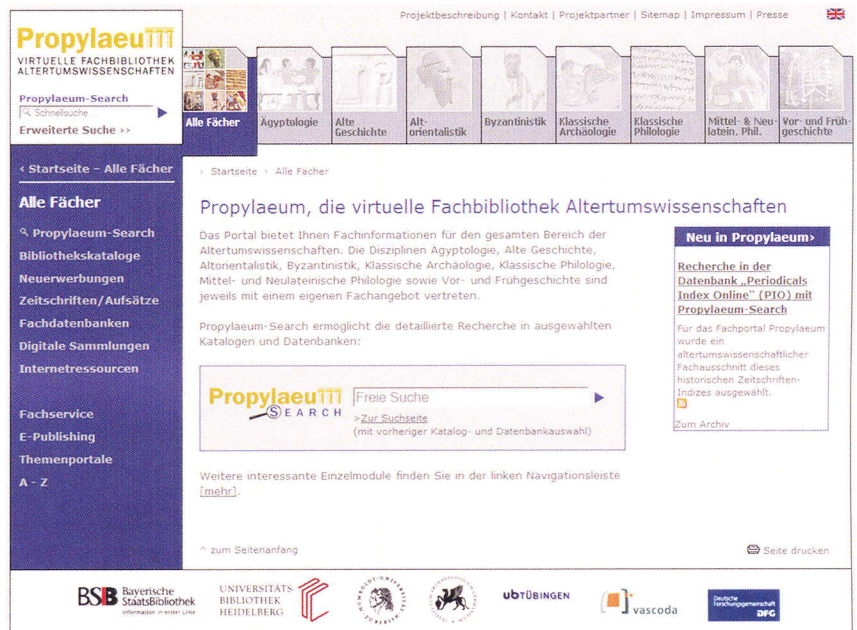 Projektbeschreibung | Kontakt | Projektpartner | Sitemap | Impressum | Presse
Propylaeum
VIRTUELLE FACHBIBLIOTHEK
ALTERTUMSWISSENSCHAFTEN
Propylaeum-Search
Schnellsuche...
Erweiterte Suche >>
Alle Fächer
Ägyptologie
Alte
Geschichte
Alt-
orientalistik
Byzantinistik
Klassische
Archäologie
Klassische
Philologie
Mittel- & Neu-
latein. Phil.
Vor- und Früh-
geschichte
‹ Startseite – Alle Fächer
Alle Fächer
Propylaeum-Search
Bibliothekskataloge
Neuerwerbungen
Zeitschriften/Aufsätze
Fachdatenbanken
Digitale Sammlungen
Internetressourcen
Fachservice
E-Publishing
Themenportale
A - Z
› Startseite › Alle Fächer
Propylaeum, die virtuelle Fachbibliothek Altertumswissenschaften
Das Portal bietet Ihnen Fachinformationen für den gesamten Bereich der
Altertumswissenschaften. Die Disziplinen Ägyptologie, Alte Geschichte,
Altorientalistik, Byzantinistik, Klassische Archäologie, Klassische Philologie,
Mittel- und Neulateinische Philologie sowie Vor- und Frühgeschichte sind
jeweils mit einem eigenen Fachangebot vertreten.
Propylaeum-Search ermöglicht die detaillierte Recherche in ausgewählten
Katalogen und Datenbanken:
Propylaeum
SEARCH
Freie Suche
>Zur Suchseite
(mit vorheriger Katalog- und Datenbankauswahl)
Weitere interessante Einzelmodule finden Sie in der linken Navigationsleiste
[mehr].
Neu in Propylaeum›
Recherche in der
Datenbank „Periodicals
Index Online" (PIO) mit
Propylaeum-Search
Für das Fachportal Propylaeum
wurde ein
altertumswissenschaftlicher
Fachausschnitt dieses
historischen Zeitschriften-
Indizes ausgewählt.
Zum Archiv
^ zum Seitenanfang
Seite drucken
BSB Bayerische
StaatsBibliothek
Information in erster Linie
UNIVERSITÄTS-
BIBLIOTHEK
HEIDELBERG
UBTÜBINGEN
vascoda
Deutsche
Forschungsgemeinschaft
DFG